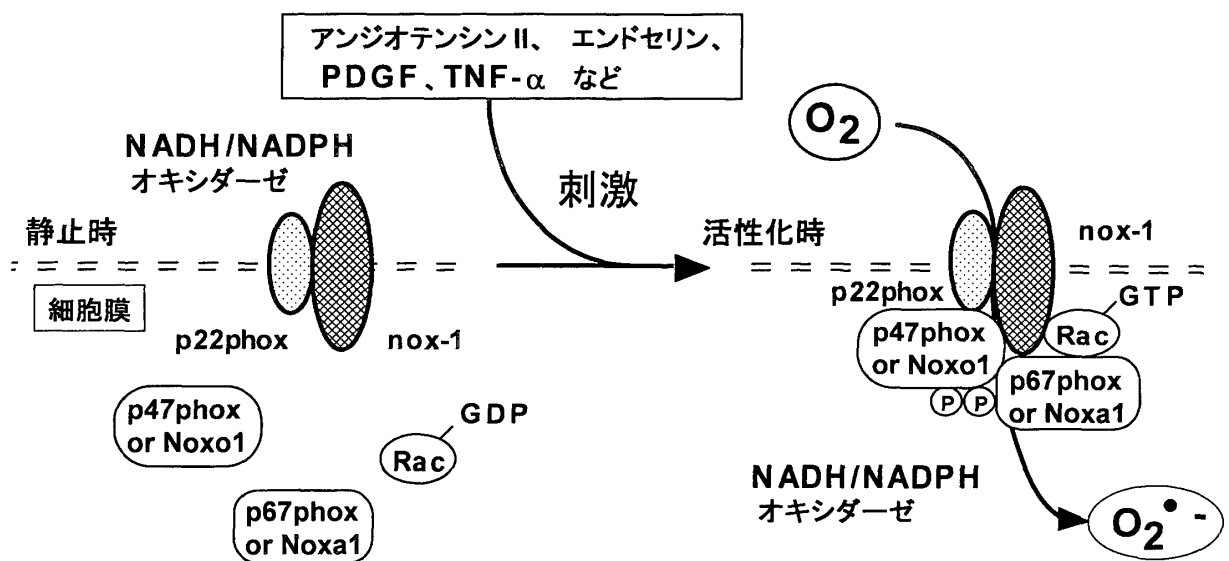 アンジオテンシンII、 エンドセリン、
PDGF、TNF-α など
NADH/NADPH
オキシダーゼ
刺激
静止時
細胞膜
p22phox
nox-1
p47phox
or Noxo1
GDP
Rac
p67phox
or Noxa1
O2
活性化時
nox-1
p22phox
GTP
Rac
p47phox
or Noxo1
P P
p67phox
or Noxa1
NADH/NADPH
オキシダーゼ
O2•-